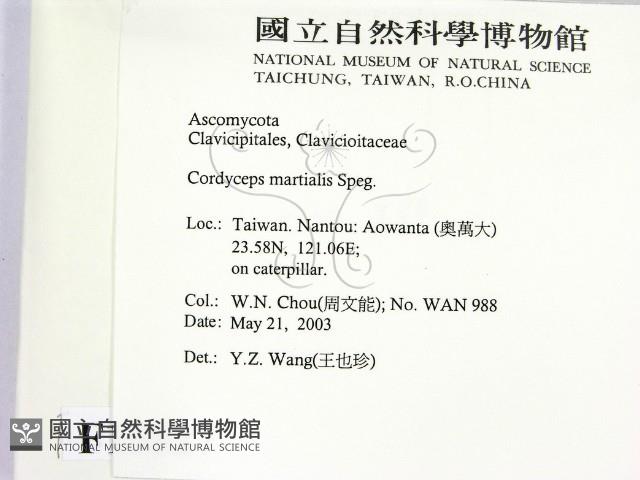 國立自然科學博物館
NATIONAL MUSEUM OF NATURAL SCIENCE
TAICHUNG, TAIWAN, R.O.CHINA
Ascomycota
Clavicipitales, Clavicioitaceae
Cordyceps martialis Speg.
Loc.: Taiwan. Nantou: Aowanta (奧萬大)
23.58N, 121.06E;
on caterpillar.
Col.: W.N. Chou(周文能); No. WAN 988
Date: May 21, 2003
Det.: Y.Z. Wang(王也珍)
F
國立自然科學博物館
NATIONAL MUSEUM OF NATURAL SCIENCE